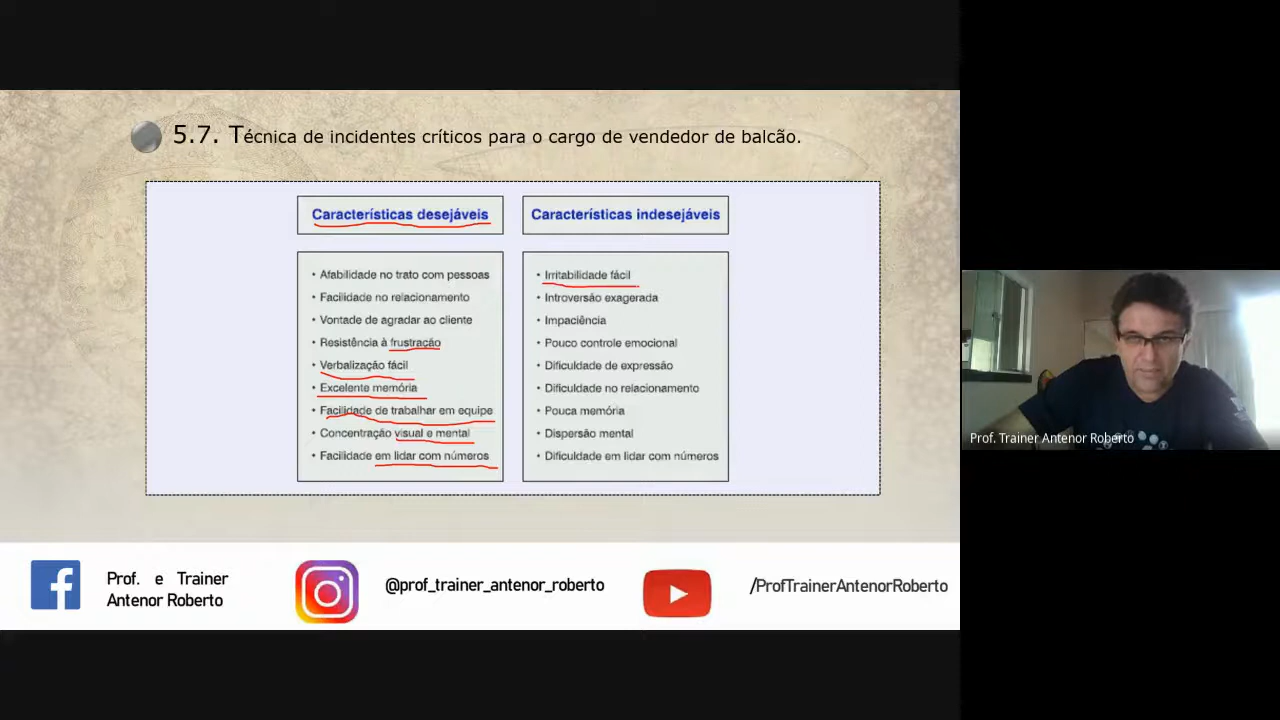 5.7. Técnica de incidentes críticos para o cargo de vendedor de balcão.
Características desejáveis
• Afabilidade no trato com pessoas
• Facilidade no relacionamento
• Vontade de agradar ao cliente
• Resistência à frustração
• Verbalização fácil
• Excelente memória
• Facilidade de trabalhar em equipe
• Concentração visual e mental
• Facilidade em lidar com números
Características indesejáveis
• Irritabilidade fácil
• Introversão exagerada
• Impaciência
• Pouco controle emocional
• Dificuldade de expressão
• Dificuldade no relacionamento
• Pouca memória
• Dispersão mental
• Dificuldade em lidar com números
Prof. Trainer Antenor Roberto
Prof. e Trainer
Antenor Roberto
@prof_trainer_antenor_roberto
/ProfTrainerAntenorRoberto